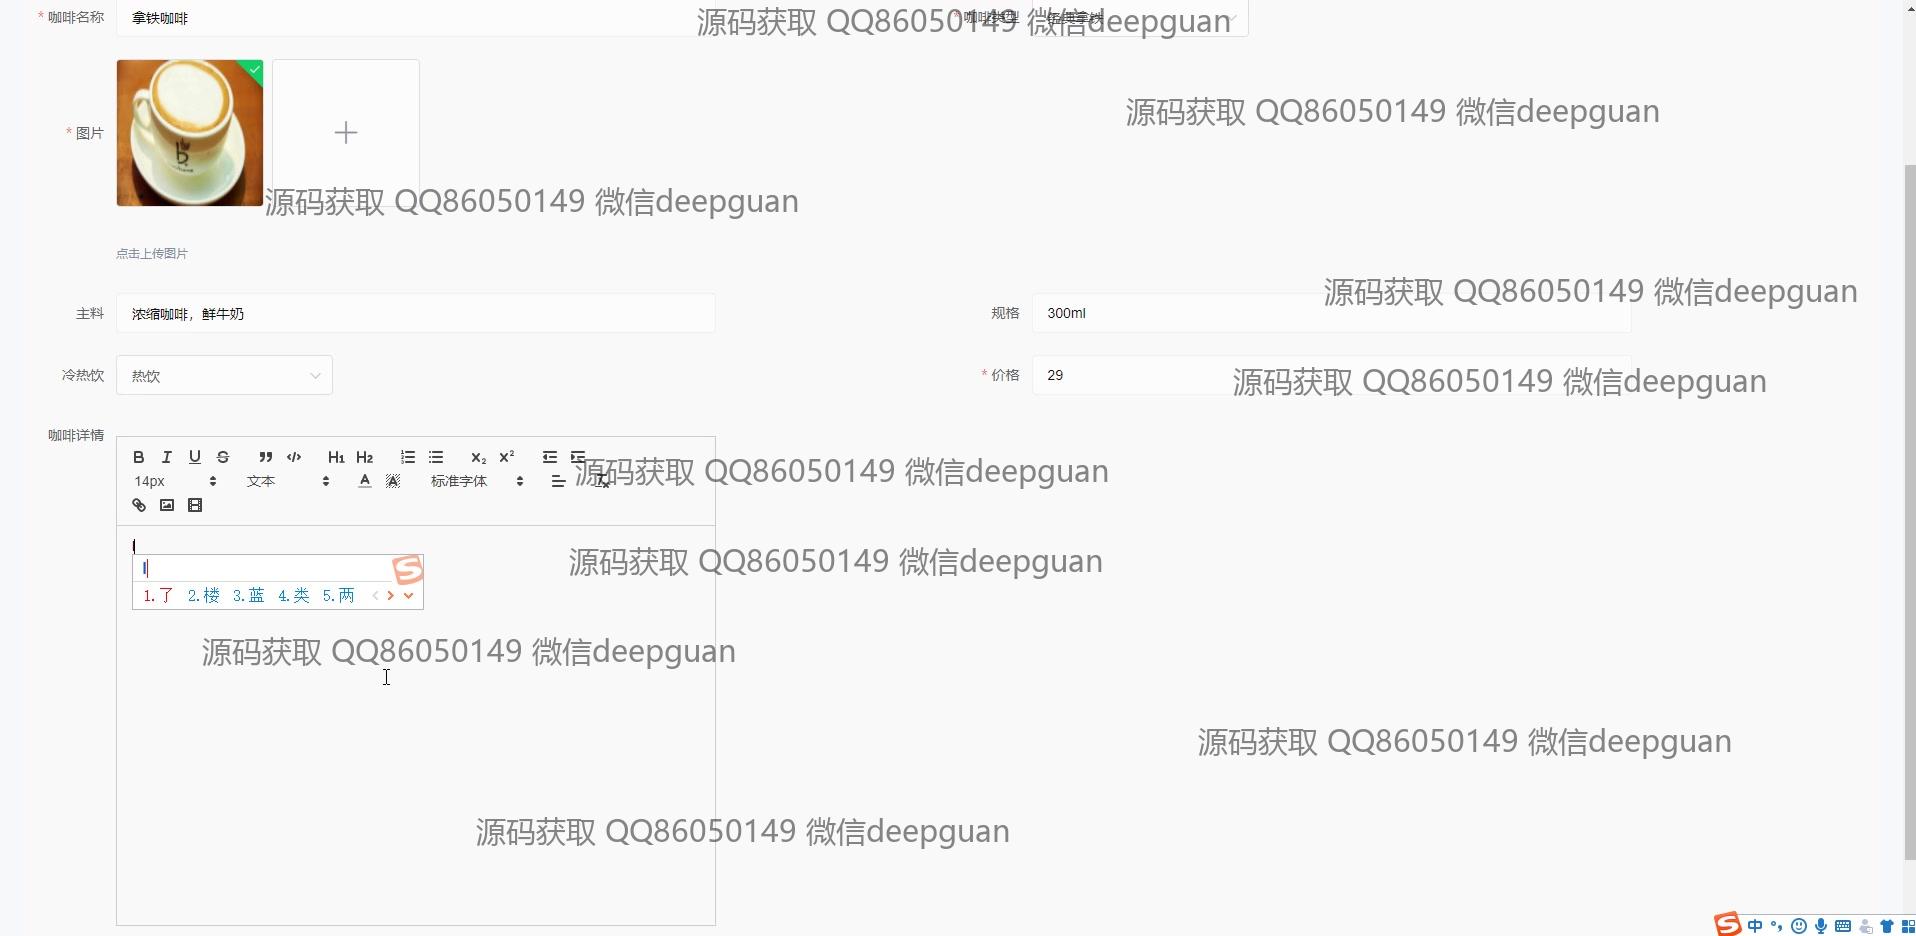 * 咖啡名称 拿铁咖啡
* 咖啡类型 经典拿铁
源码获取 QQ86050149 微信deepguan
源码获取 QQ86050149 微信deepguan
* 图片
源码获取 QQ86050149 微信deepguan
点击上传图片
源码获取 QQ86050149 微信deepguan
主料 浓缩咖啡，鲜牛奶
规格 300ml
冷热饮 热饮
* 价格 29
源码获取 QQ86050149 微信deepguan
咖啡详情
B I U S H1 H2 X2 X2
源码获取 QQ86050149 微信deepguan
14px 文本 A A 标准字体 Tx
l
源码获取 QQ86050149 微信deepguan
1.了 2.楼 3.蓝 4.类 5.两
源码获取 QQ86050149 微信deepguan
源码获取 QQ86050149 微信deepguan
源码获取 QQ86050149 微信deepguan
S 中